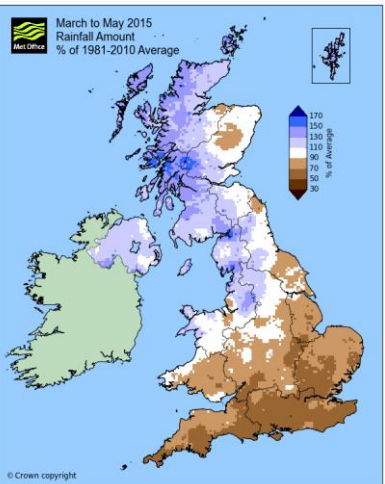 Met Office
March to May 2015
Rainfall Amount
% of 1981-2010 Average
170
150
130
110
90
70
50
30
% of Average
© Crown copyright